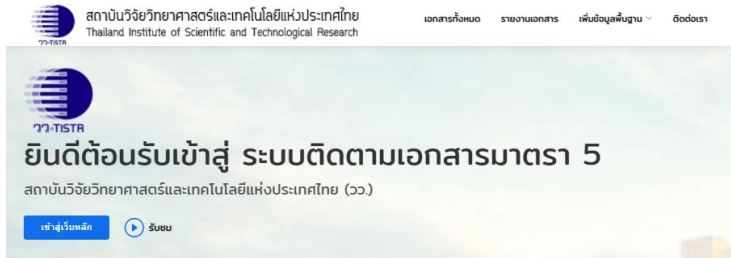 สถาบันวิจัยวิทยาศาสตร์และเทคโนโลยีแห่งประเทศไทย
Thailand Institute of Scientific and Technological Research
วว-TISTR
เอกสารทั้งหมด รายงานเอกสาร เพิ่มข้อมูลพื้นฐาน ติดต่อเรา
วว-TISTR
ยินดีต้อนรับเข้าสู่ ระบบติดตามเอกสารมาตรา 5
สถาบันวิจัยวิทยาศาสตร์และเทคโนโลยีแห่งประเทศไทย (วว.)
เข้าสู่เว็บหลัก รับชม